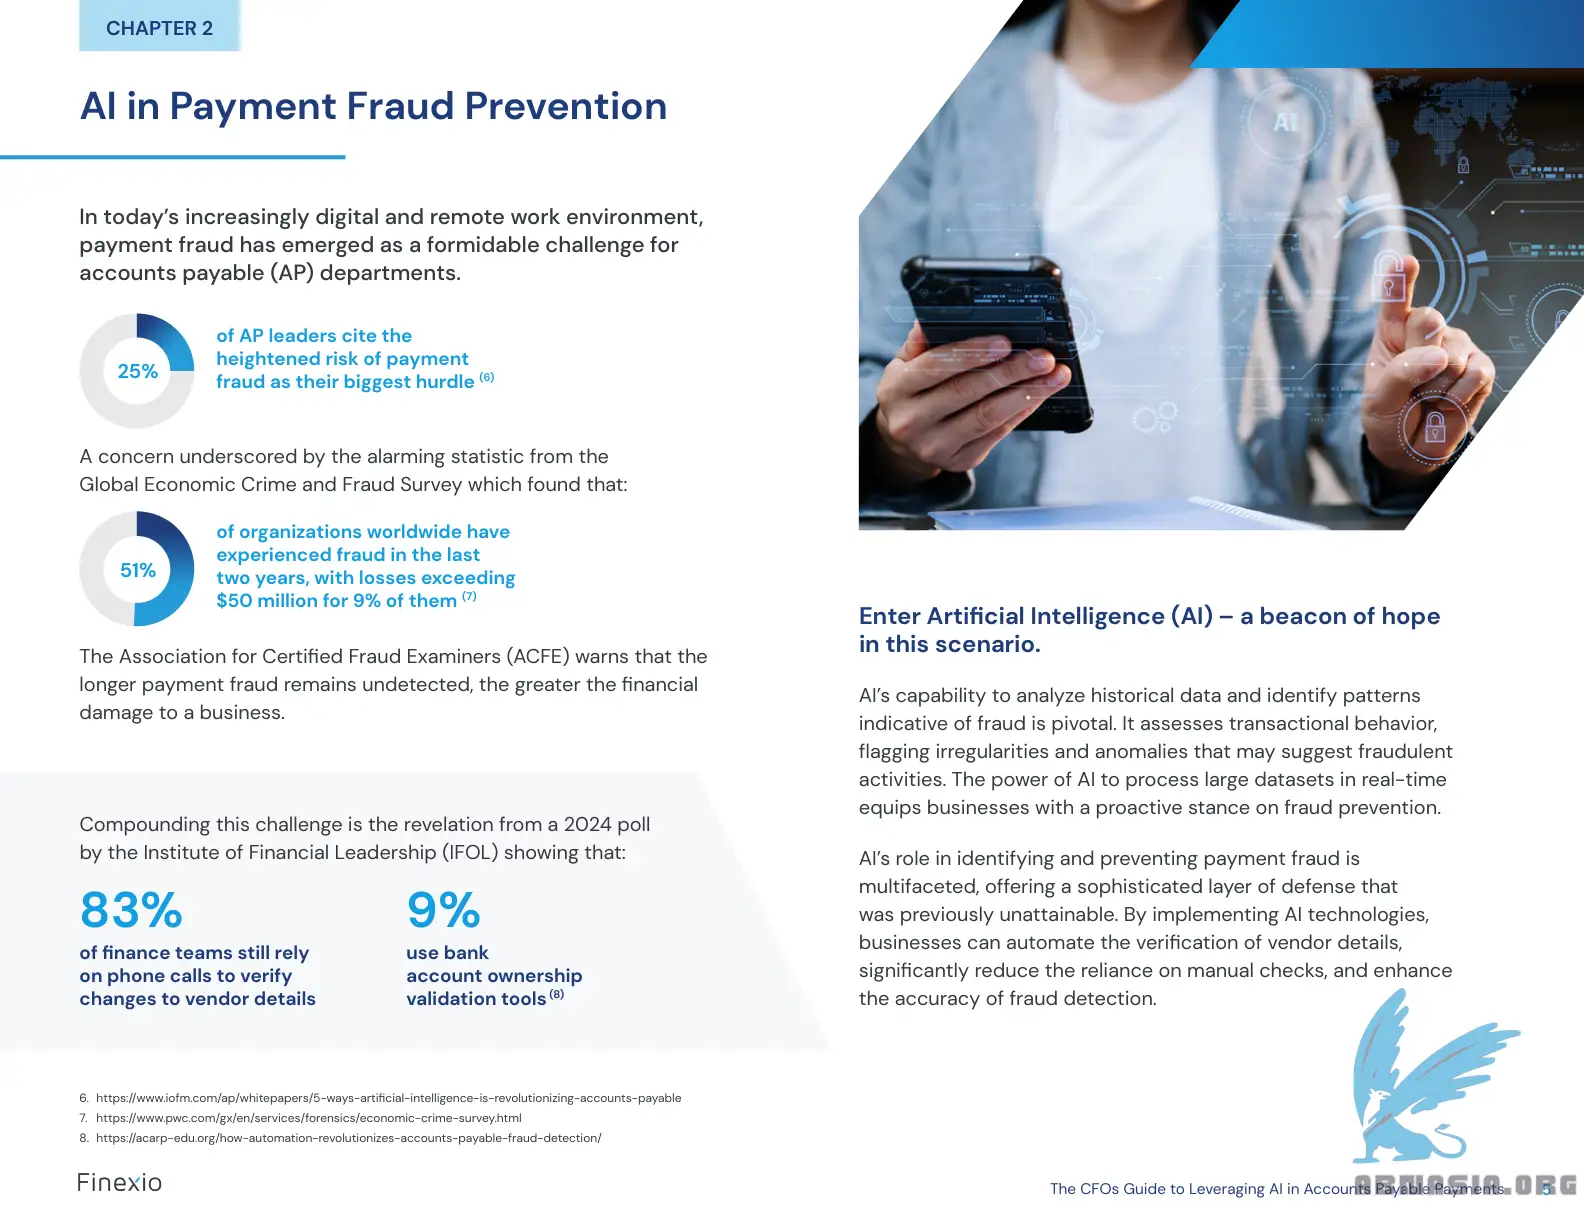 CHAPTER 2
AI in Payment Fraud Prevention
In today's increasingly digital and remote work environment,
payment fraud has emerged as a formidable challenge for
accounts payable (AP) departments.
25%
of AP leaders cite the
heightened risk of payment
fraud as their biggest hurdle (6)
A concern underscored by the alarming statistic from the
Global Economic Crime and Fraud Survey which found that:
51%
of organizations worldwide have
experienced fraud in the last
two years, with losses exceeding
$50 million for 9% of them (7)
The Association for Certified Fraud Examiners (ACFE) warns that the
longer payment fraud remains undetected, the greater the financial
damage to a business.
Compounding this challenge is the revelation from a 2024 poll
by the Institute of Financial Leadership (IFOL) showing that:
83%
of finance teams still rely
on phone calls to verify
changes to vendor details
9%
use bank
account ownership
validation tools (8)
6. https://www.iofm.com/ap/whitepapers/5-ways-artificial-intelligence-is-revolutionizing-accounts-payable
7. https://www.pwc.com/gx/en/services/forensics/economic-crime-survey.html
8. https://acarp-edu.org/how-automation-revolutionizes-accounts-payable-fraud-detection/
Finexio
AI
Enter Artificial Intelligence (AI) – a beacon of hope
in this scenario.
AI's capability to analyze historical data and identify patterns
indicative of fraud is pivotal. It assesses transactional behavior,
flagging irregularities and anomalies that may suggest fraudulent
activities. The power of AI to process large datasets in real-time
equips businesses with a proactive stance on fraud prevention.
AI's role in identifying and preventing payment fraud is
multifaceted, offering a sophisticated layer of defense that
was previously unattainable. By implementing AI technologies,
businesses can automate the verification of vendor details,
significantly reduce the reliance on manual checks, and enhance
the accuracy of fraud detection.
The CFOs Guide to Leveraging AI in Accounts Payable Payments 5